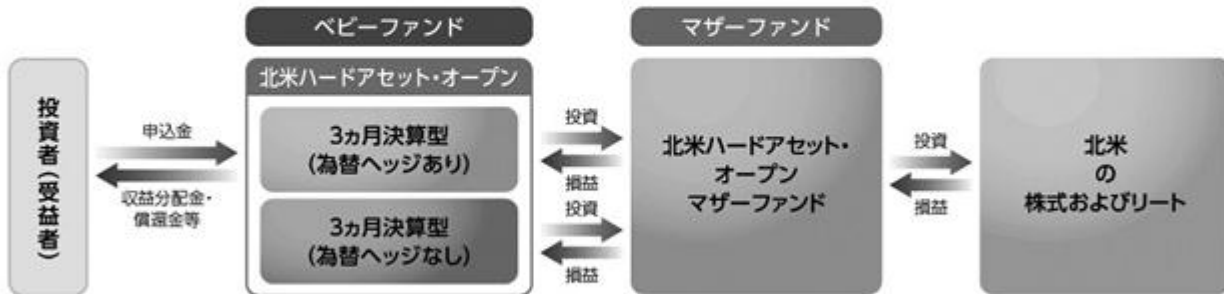 ベビーファンド
マザーファンド
投資者(受益者)
申込金
収益分配金・
償還金等
北米ハードアセット・オープン
3ヵ月決算型
(為替ヘッジあり)
3ヵ月決算型
(為替ヘッジなし)
投資
損益
投資
損益
北米ハードアセット・
オープン
マザーファンド
投資
損益
北米
の
株式およびリート